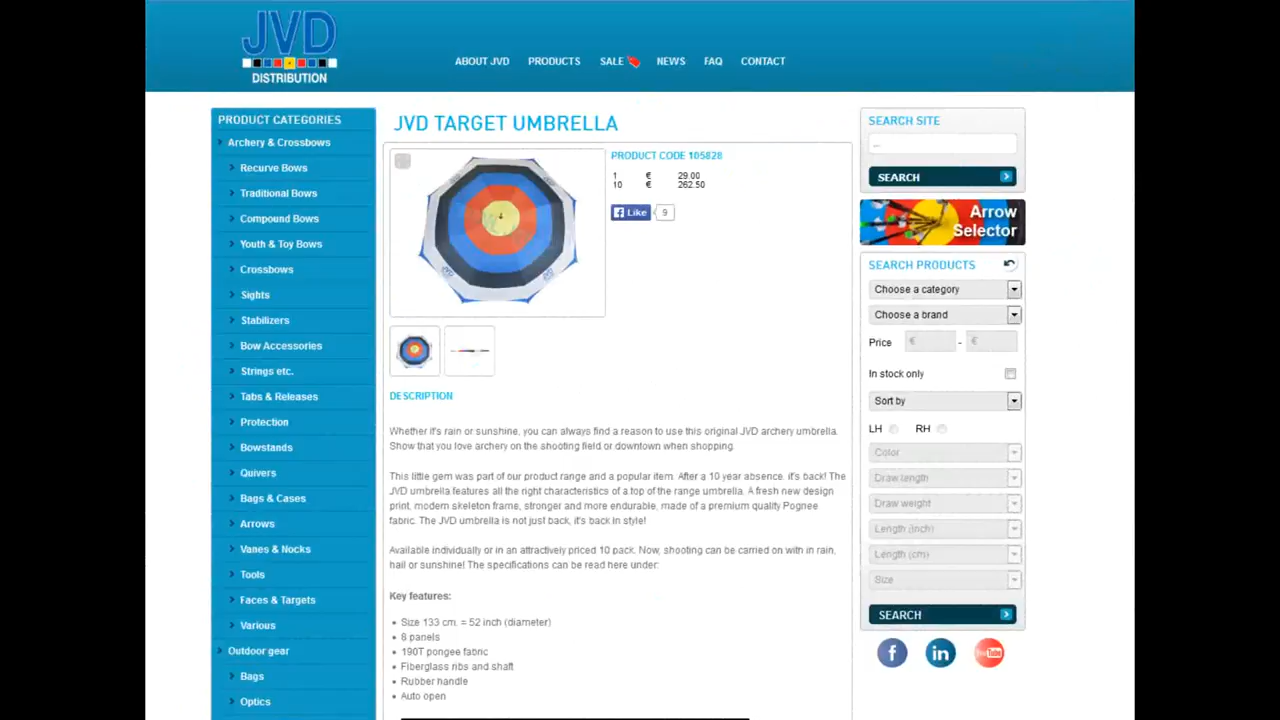 JVD
DISTRIBUTION
ABOUT JVD PRODUCTS SALE NEWS FAQ CONTACT
PRODUCT CATEGORIES
Archery & Crossbows
Recurve Bows
Traditional Bows
Compound Bows
Youth & Toy Bows
Crossbows
Sights
Stabilizers
Bow Accessories
Strings etc.
Tabs & Releases
Protection
Bowstands
Quivers
Bags & Cases
Arrows
Vanes & Nocks
Tools
Faces & Targets
Various
Outdoor gear
Bags
Optics
JVD TARGET UMBRELLA
PRODUCT CODE 105828
1 € 29.00
10 € 262.50
Like 9
DESCRIPTION
Whether it's rain or sunshine, you can always find a reason to use this original JVD archery umbrella.
Show that you love archery on the shooting field or downtown when shopping.
This little gem was part of our product range and a popular item. After a 10 year absence, it's back! The
JVD umbrella features all the right characteristics of a top of the range umbrella. A fresh new design
print, modern skeleton frame, stronger and more endurable, made of a premium quality Pognee
fabric. The JVD umbrella is not just back, it's back in style!
Available individually or in an attractively priced 10 pack. Now, shooting can be carried on with in rain,
hail or sunshine! The specifications can be read here under:
Key features:
• Size 133 cm. = 52 inch (diameter)
• 8 panels
• 190T pongee fabric
• Fiberglass ribs and shaft
• Rubber handle
• Auto open
SEARCH SITE
...
SEARCH
Arrow
Selector
SEARCH PRODUCTS
Choose a category
Choose a brand
Price € - €
In stock only
Sort by
LH RH
Color
Draw length
Draw weight
Length (inch)
Length (cm)
Size
SEARCH
f in You Tube